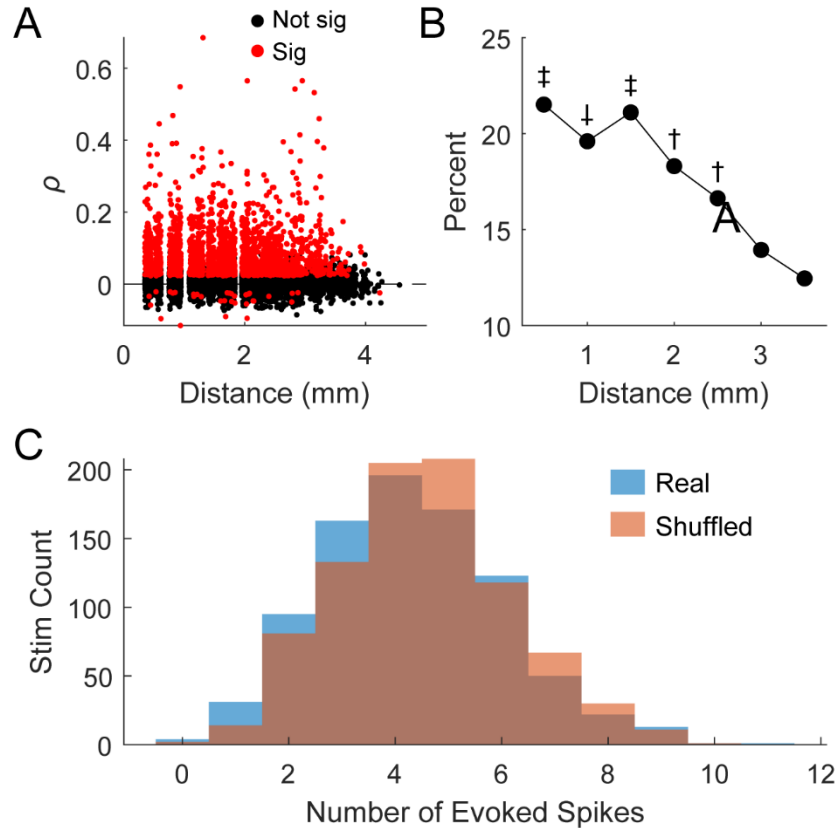 A
Not sig
Sig
0.6
0.4
0.2
0
ρ
0
2
4
Distance (mm)
B
25
20
15
10
Percent
‡
†
‡
†
†
A
1
2
3
Distance (mm)
C
Real
Shuffled
200
150
100
50
0
Stim Count
0
2
4
6
8
10
12
Number of Evoked Spikes